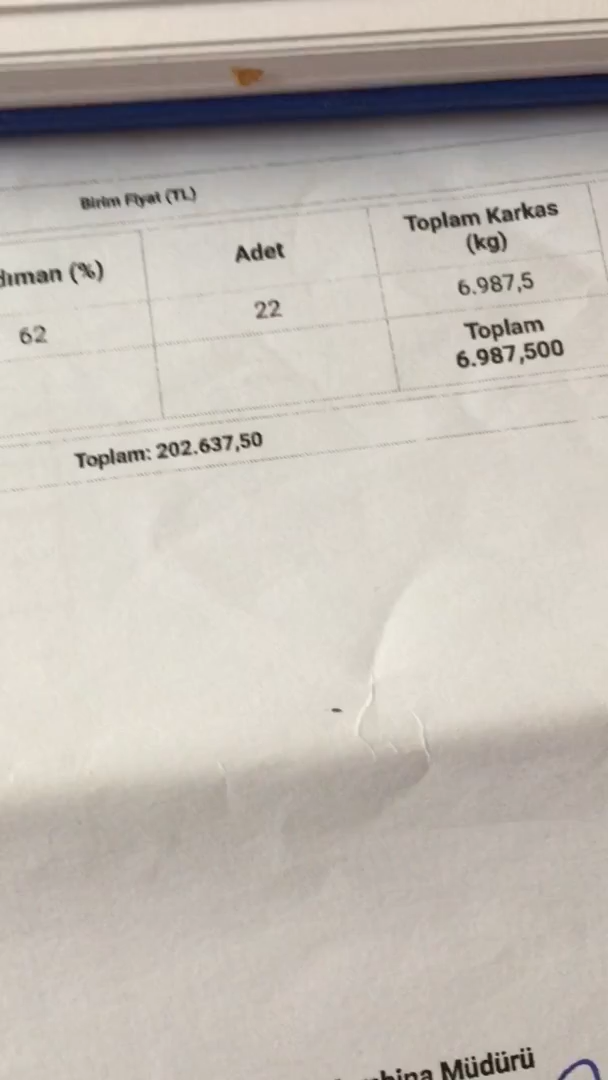 Birim Fiyat (TL)
dıman (%) Adet Toplam Karkas
(kg)
62 22 6.987,5
Toplam
6.987,500
Toplam: 202.637,50
Müdürü